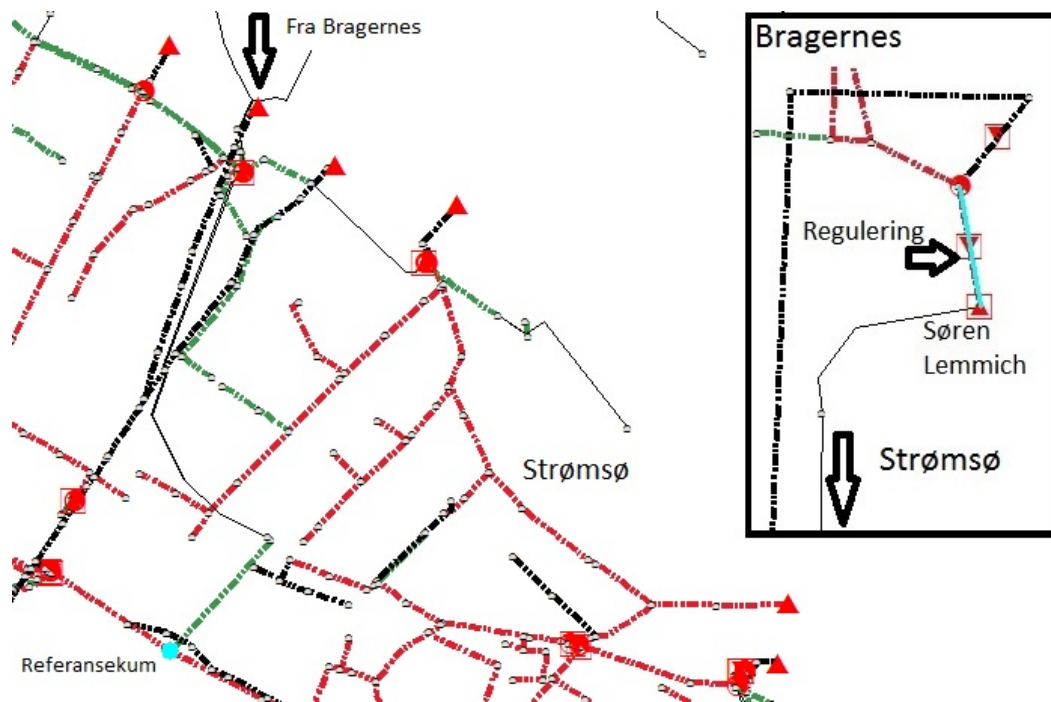 Fra Bragernes
Bragernes
Regulering
Søren
Lemmich
Strømsø
Strømsø
Referansekum